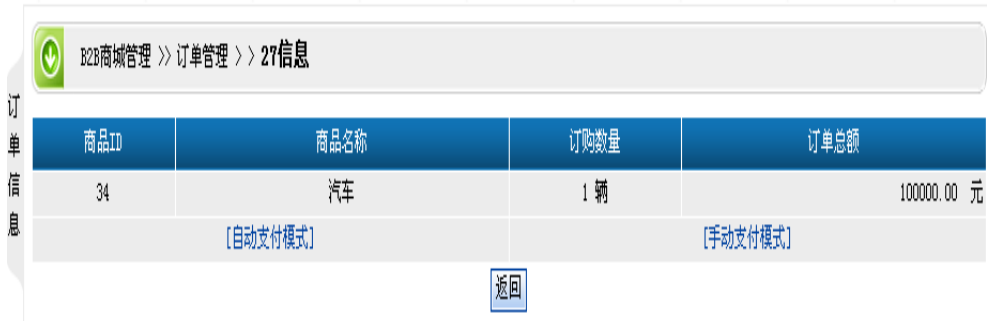 B2B商城管理 >> 订单管理 > > 27信息
订单信息
商品ID 商品名称 订购数量 订单总额
34 汽车 1 辆 100000.00 元
[自动支付模式] [手动支付模式]
返回